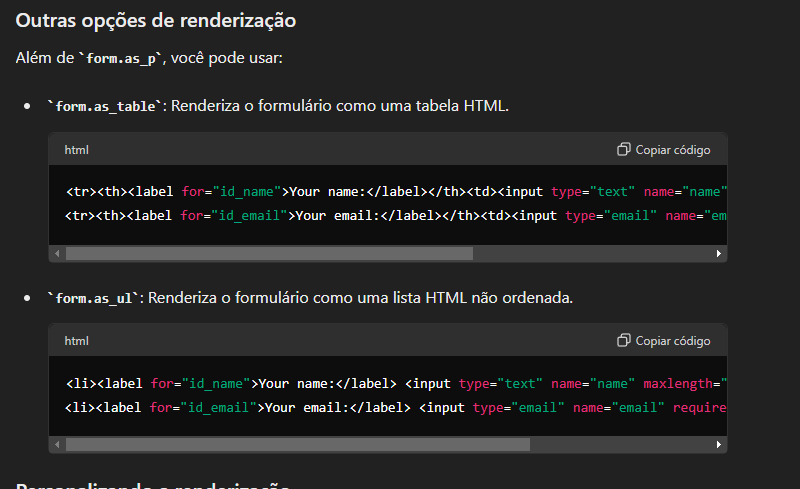 Outras opções de renderização
Além de `form.as_p`, você pode usar:
`form.as_table`: Renderiza o formulário como uma tabela HTML.
html
Copiar código
<tr><th><label for="id_name">Your name:</label></th><td><input type="text" name="name"
<tr><th><label for="id_email">Your email:</label></th><td><input type="email" name="em
`form.as_ul`: Renderiza o formulário como uma lista HTML não ordenada.
html
Copiar código
<li><label for="id_name">Your name:</label> <input type="text" name="name" maxlength="
<li><label for="id_email">Your email:</label> <input type="email" name="email" require
Personalizando a renderização